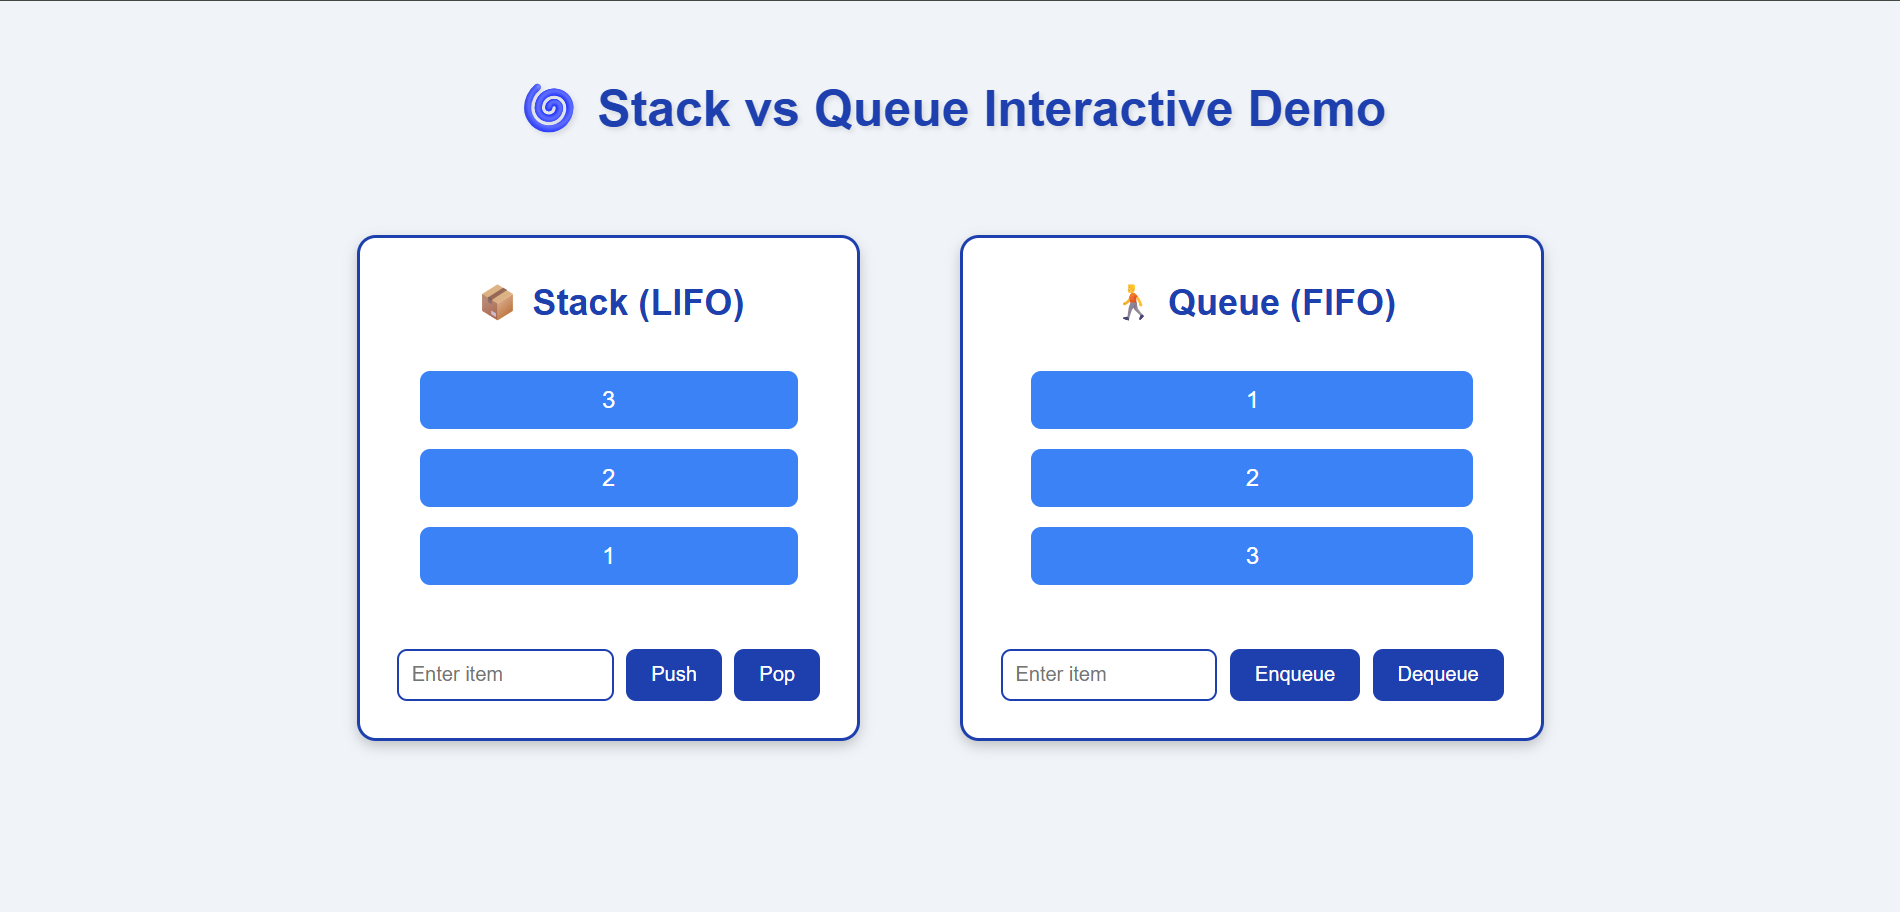 Stack vs Queue Interactive Demo
Stack (LIFO)
3
2
1
Enter item
Push
Pop
Queue (FIFO)
1
2
3
Enter item
Enqueue
Dequeue